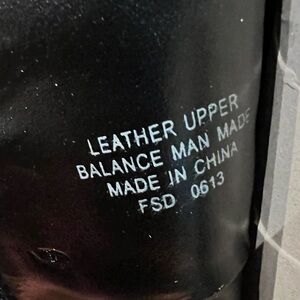 LEATHER UPPER
BALANCE MAN MADE
MADE IN CHINA
FSD 0613